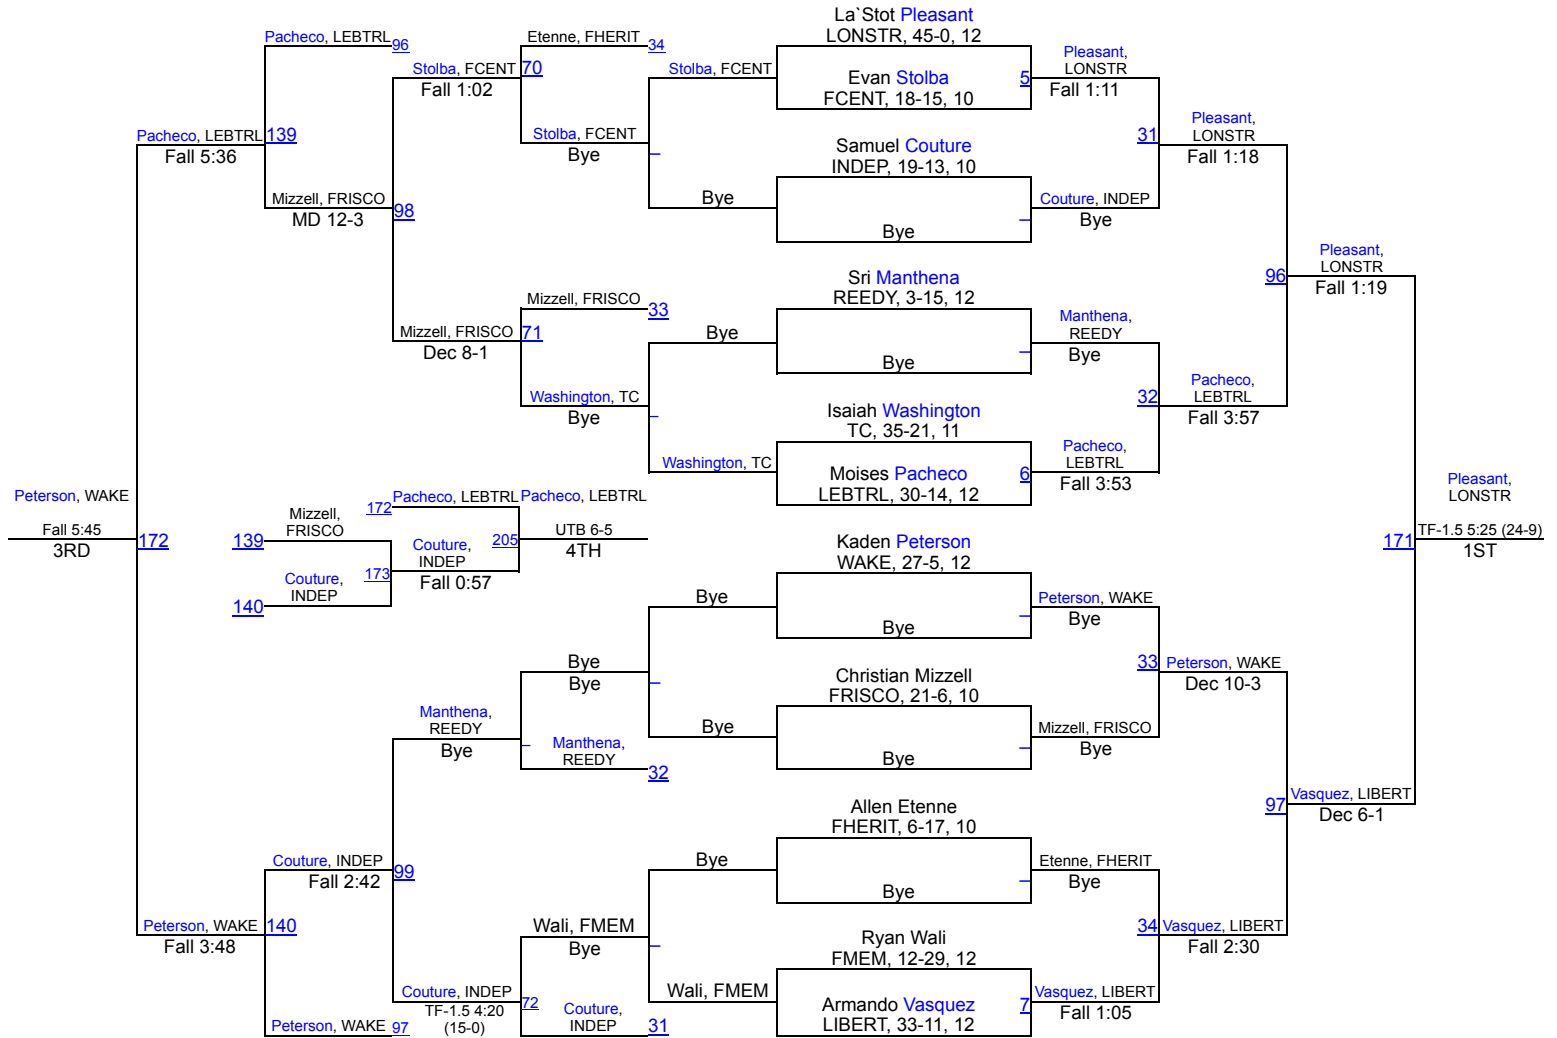 La`Stot Pleasant
LONSTR, 45-0, 12
Pacheco, LEBTRL
96
Etenne, FHERIT
34
Pleasant,
LONSTR
Stolba, FCENT
70
Fall 1:02
Stolba, FCENT
Evan Stolba
FCENT, 18-15, 10
5
Fall 1:11
Pacheco, LEBTRL
139
Fall 5:36
Stolba, FCENT
Bye
Samuel Couture
INDEP, 19-13, 10
31
Pleasant,
LONSTR
Fall 1:18
Mizzell, FRISCO
98
MD 12-3
Bye
Bye
Couture, INDEP
Bye
Sri Manthena
REEDY, 3-15, 12
96
Pleasant,
LONSTR
Fall 1:19
Mizzell, FRISCO
33
Mizzell, FRISCO
71
Dec 8-1
Bye
Bye
Manthena,
REEDY
Bye
Washington, TC
Bye
Isaiah Washington
TC, 35-21, 11
32
Pacheco,
LEBTRL
Fall 3:57
Washington, TC
Moises Pacheco
LEBTRL, 30-14, 12
6
Pacheco,
LEBTRL
Fall 3:53
Peterson, WAKE
Fall 5:45
3RD
172
Pacheco, LEBTRL
172
Pacheco, LEBTRL
UTB 6-5
4TH
205
Mizzell,
FRISCO
139
Couture,
INDEP
Fall 0:57
173
Couture,
INDEP
140
171
Pleasant,
LONSTR
TF-1.5 5:25 (24-9)
1ST
Kaden Peterson
WAKE, 27-5, 12
Bye
Bye
Peterson, WAKE
Bye
Bye
Bye
Christian Mizzell
FRISCO, 21-6, 10
33
Peterson, WAKE
Dec 10-3
Manthena,
REEDY
Bye
Manthena,
REEDY
32
Bye
Bye
Mizzell, FRISCO
Bye
Allen Etenne
FHERIT, 6-17, 10
97
Vasquez, LIBERT
Dec 6-1
Couture, INDEP
99
Fall 2:42
Bye
Bye
Etenne, FHERIT
Bye
Peterson, WAKE
140
Fall 3:48
Wali, FMEM
Bye
Ryan Wali
FMEM, 12-29, 12
34
Vasquez, LIBERT
Fall 2:30
Couture, INDEP
72
TF-1.5 4:20
(15-0)
Wali, FMEM
Armando Vasquez
LIBERT, 33-11, 12
7
Vasquez, LIBERT
Fall 1:05
Peterson, WAKE
97
Couture,
INDEP
31